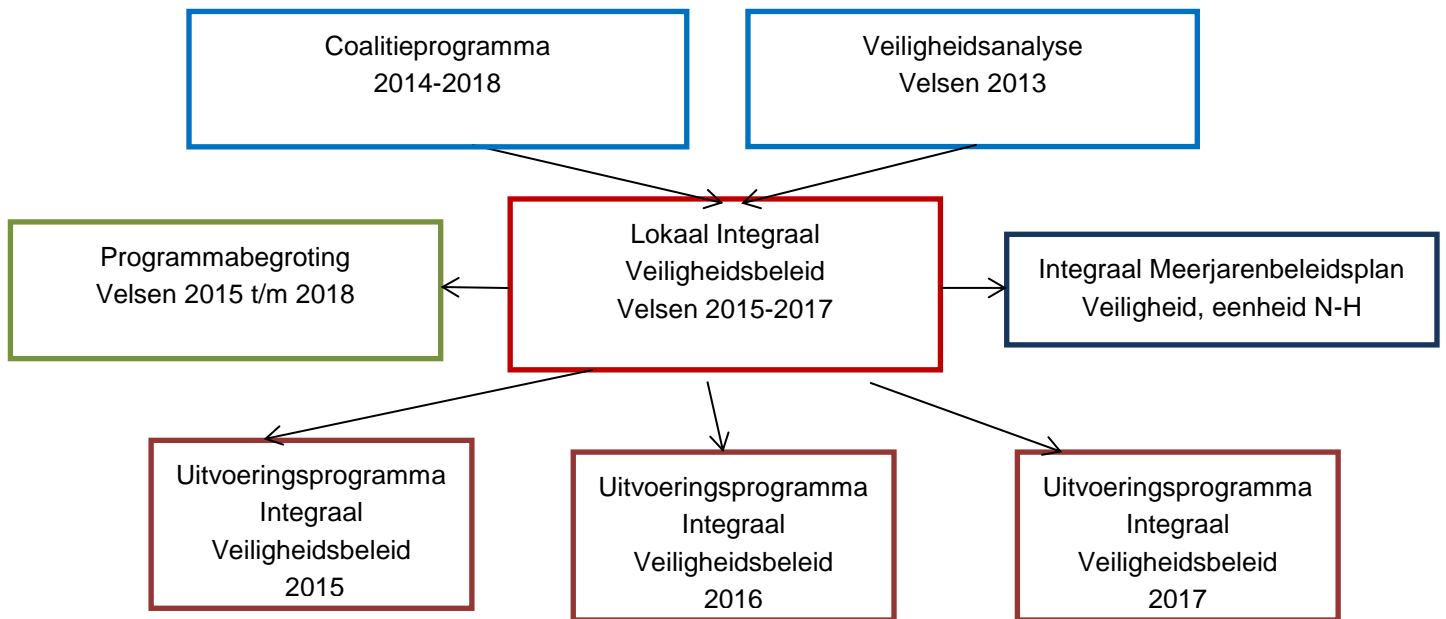 Coalitieprogramma
2014-2018
Veiligheidsanalyse
Velsen 2013
Programmabegroting
Velsen 2015 t/m 2018
Lokaal Integraal
Veiligheidsbeleid
Velsen 2015-2017
Integraal Meerjarenbeleidsplan
Veiligheid, eenheid N-H
Uitvoeringsprogramma
Integraal
Veiligheidsbeleid
2015
Uitvoeringsprogramma
Integraal
Veiligheidsbeleid
2016
Uitvoeringsprogramma
Integraal
Veiligheidsbeleid
2017